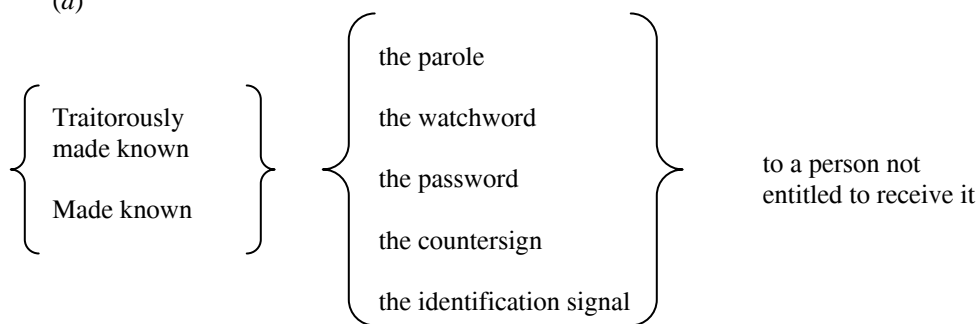 (a)
Traitorously
made known
Made known
the parole
the watchword
the password
the countersign
the identification signal
to a person not
entitled to receive it